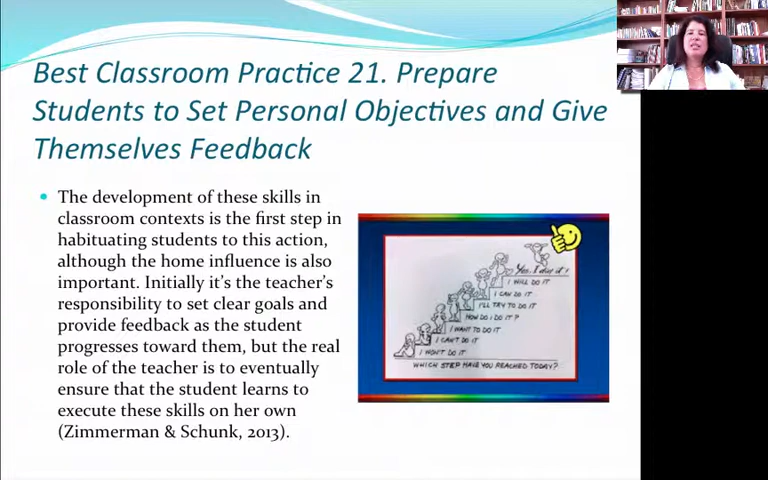 Best Classroom Practice 21. Prepare
Students to Set Personal Objectives and Give
Themselves Feedback
• The development of these skills in
classroom contexts is the first step in
habituating students to this action,
although the home influence is also
important. Initially it's the teacher's
responsibility to set clear goals and
provide feedback as the student
progresses toward them, but the real
role of the teacher is to eventually
ensure that the student learns to
execute these skills on her own
(Zimmerman & Schunk, 2013).
Yes, I did it!
I WILL DO IT
I CAN DO IT
I'LL TRY TO DO IT
HOW DO I DO IT?
I WANT TO DO IT
I CAN'T DO IT
I WON'T DO IT
WHICH STEP HAVE YOU REACHED TODAY?